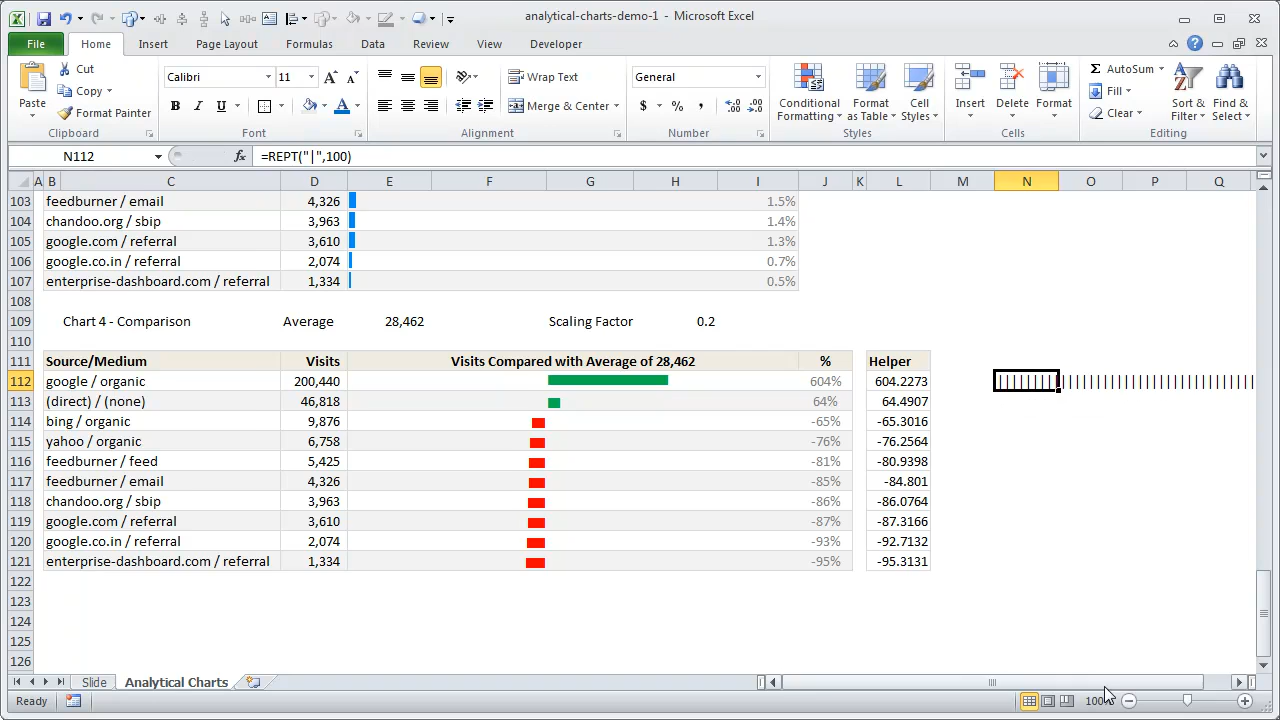 analytical-charts-demo-1 - Microsoft Excel
File Home Insert Page Layout Formulas Data Review View Developer
Paste Cut Copy Format Painter Clipboard
Calibri 11 A A B I U A Font
Wrap Text Merge & Center Alignment
General $ % , Number
Conditional Formatting Format as Table Cell Styles Styles
Insert Delete Format Cells
Σ AutoSum Fill Clear Sort & Filter Find & Select Editing
N112 fx =REPT("|",100)
A B C D E F G H I J K L M N O P Q
103 feedburner / email 4,326 1.5%
104 chandoo.org / sbip 3,963 1.4%
105 google.com / referral 3,610 1.3%
106 google.co.in / referral 2,074 0.7%
107 enterprise-dashboard.com / referral 1,334 0.5%
108
109 Chart 4 - Comparison Average 28,462 Scaling Factor 0.2
110
111 Source/Medium Visits Visits Compared with Average of 28,462 % Helper
112 google / organic 200,440 604% 604.2273 ||||||||||||||||||||||||||||||
113 (direct) / (none) 46,818 64% 64.4907
114 bing / organic 9,876 -65% -65.3016
115 yahoo / organic 6,758 -76% -76.2564
116 feedburner / feed 5,425 -81% -80.9398
117 feedburner / email 4,326 -85% -84.801
118 chandoo.org / sbip 3,963 -86% -86.0764
119 google.com / referral 3,610 -87% -87.3166
120 google.co.in / referral 2,074 -93% -92.7132
121 enterprise-dashboard.com / referral 1,334 -95% -95.3131
122
123
124
125
126
Slide Analytical Charts
Ready 100